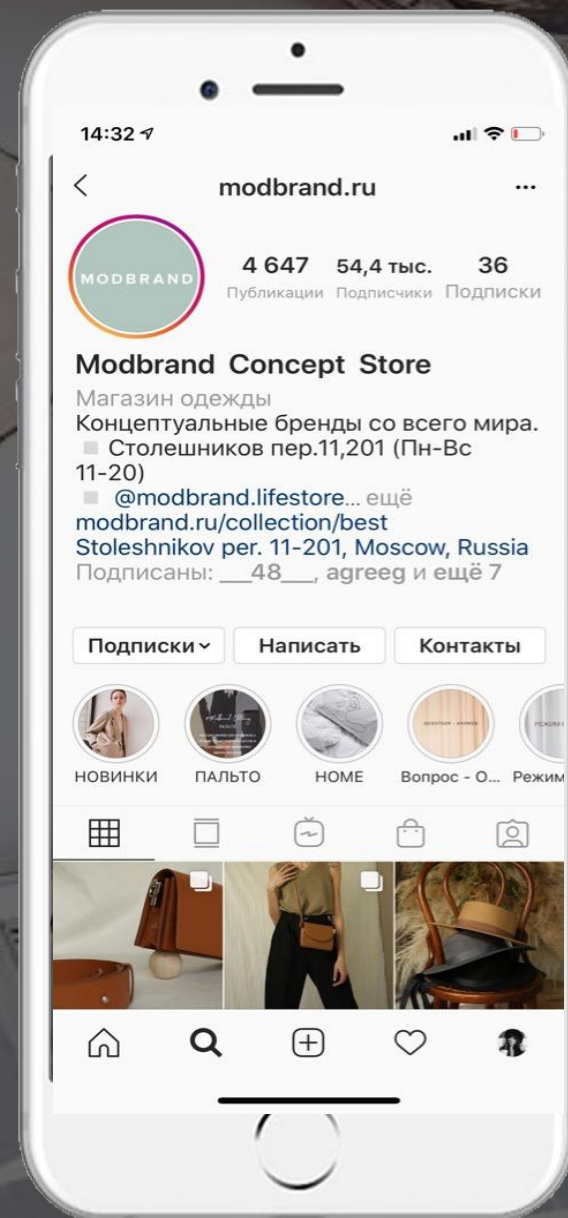 14:32
modbrand.ru
MODBRAND
4 647 54,4 тыс. 36
Публикации Подписчики Подписки
Modbrand Concept Store
Магазин одежды
Концептуальные бренды со всего мира.
Столешников пер.11,201 (Пн-Вс
11-20)
@modbrand.lifestore... ещё
modbrand.ru/collection/best
Stoleshnikov per. 11-201, Moscow, Russia
Подписаны: ___48___, agreeg и ещё 7
Подписки Написать Контакты
НОВИНКИ ПАЛЬТО HOME Вопрос - О... Режим